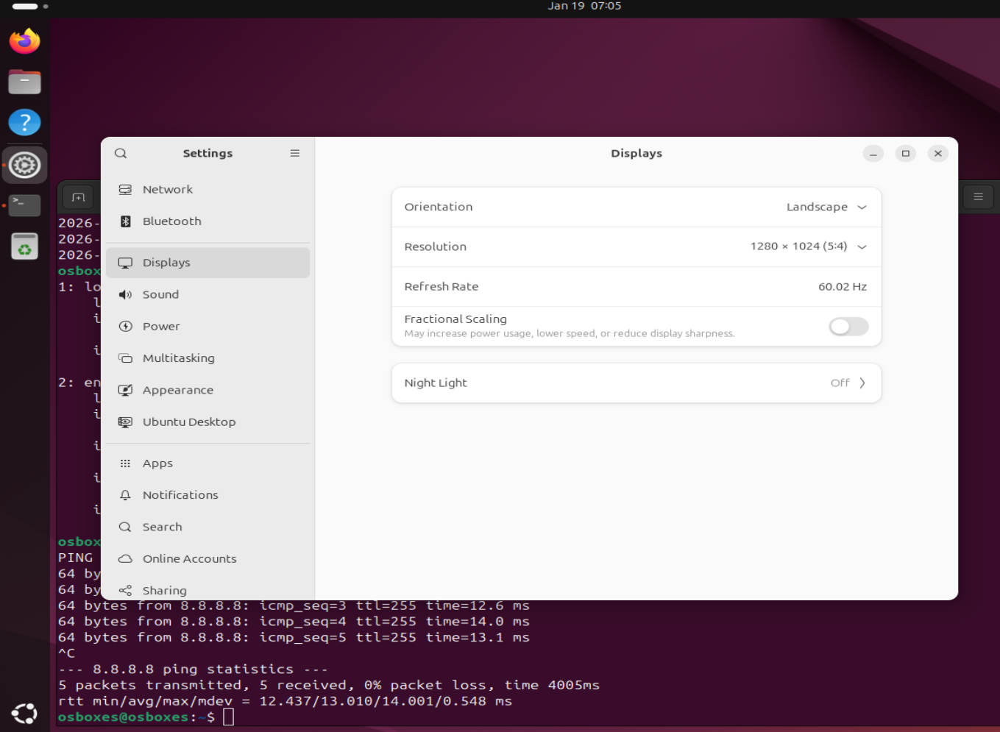 Jan 19 07:05
Settings
Displays
Network
Bluetooth
Displays
Sound
Power
Multitasking
Appearance
Ubuntu Desktop
Apps
Notifications
Search
Online Accounts
Sharing
Orientation
Landscape
Resolution
1280 × 1024 (5:4)
Refresh Rate
60.02 Hz
Fractional Scaling
May increase power usage, lower speed, or reduce display sharpness.
Night Light
Off
2026-
2026-
2026-
osbox
1: lo
l
i
i
2: en
l
i
i
i
i
osbox
PING
64 by
64 by
64 bytes from 8.8.8.8: icmp_seq=3 ttl=255 time=12.6 ms
64 bytes from 8.8.8.8: icmp_seq=4 ttl=255 time=14.0 ms
64 bytes from 8.8.8.8: icmp_seq=5 ttl=255 time=13.1 ms
^C
--- 8.8.8.8 ping statistics ---
5 packets transmitted, 5 received, 0% packet loss, time 4005ms
rtt min/avg/max/mdev = 12.437/13.010/14.001/0.548 ms
osboxes@osboxes:~$